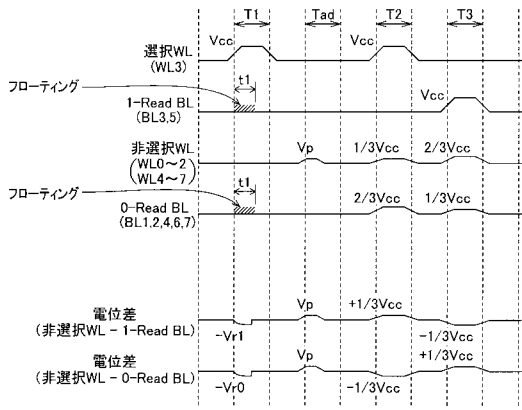 T1 Tad T2 T3
Vcc Vcc
選択WL
(WL3)
フローティング t1 Vcc
1-Read BL
(BL3,5)
非選択WL Vp 1/3Vcc 2/3Vcc
(WL0～2
WL4～7)
フローティング t1
0-Read BL 2/3Vcc 1/3Vcc
(BL1,2,4,6,7)
電位差 Vp +1/3Vcc
(非選択WL - 1-Read BL)
-Vr1 -1/3Vcc
電位差 Vp +1/3Vcc
(非選択WL - 0-Read BL)
-Vr0 -1/3Vcc